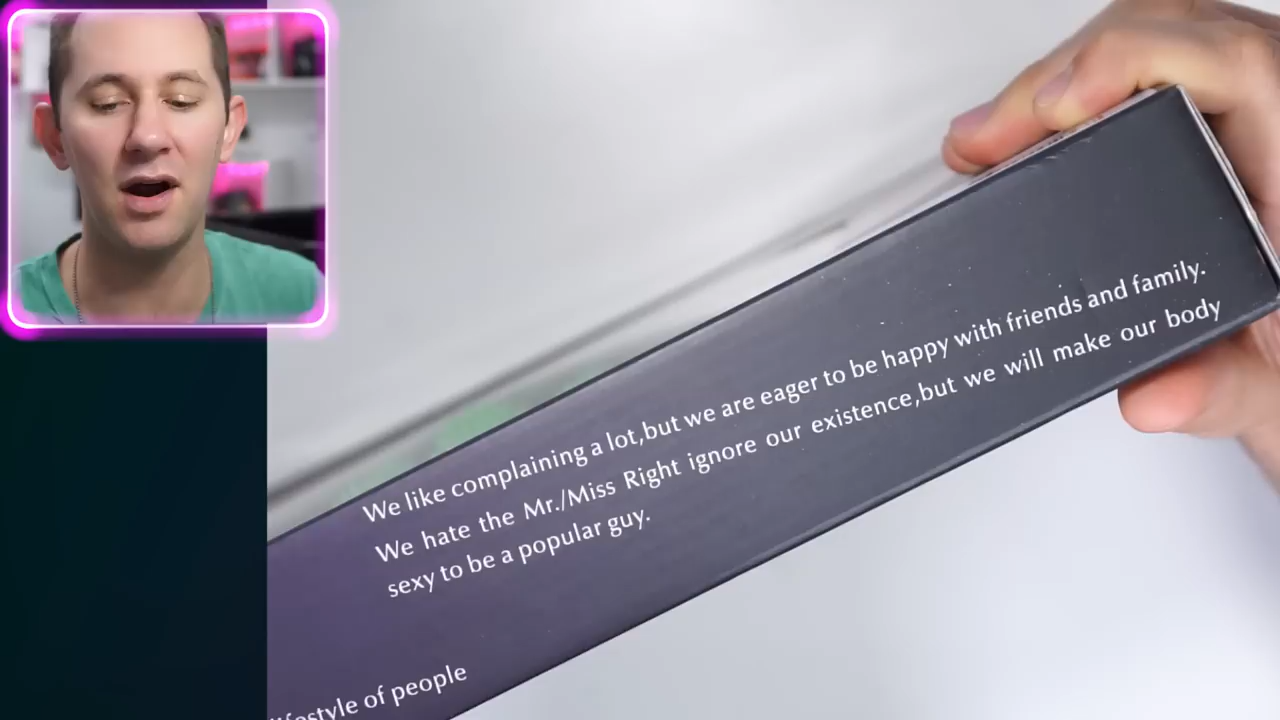 We like complaining a lot,but we are eager to be happy with friends and family.
We hate the Mr./Miss Right ignore our existence,but we will make our body
sexy to be a popular guy.
lifestyle of people